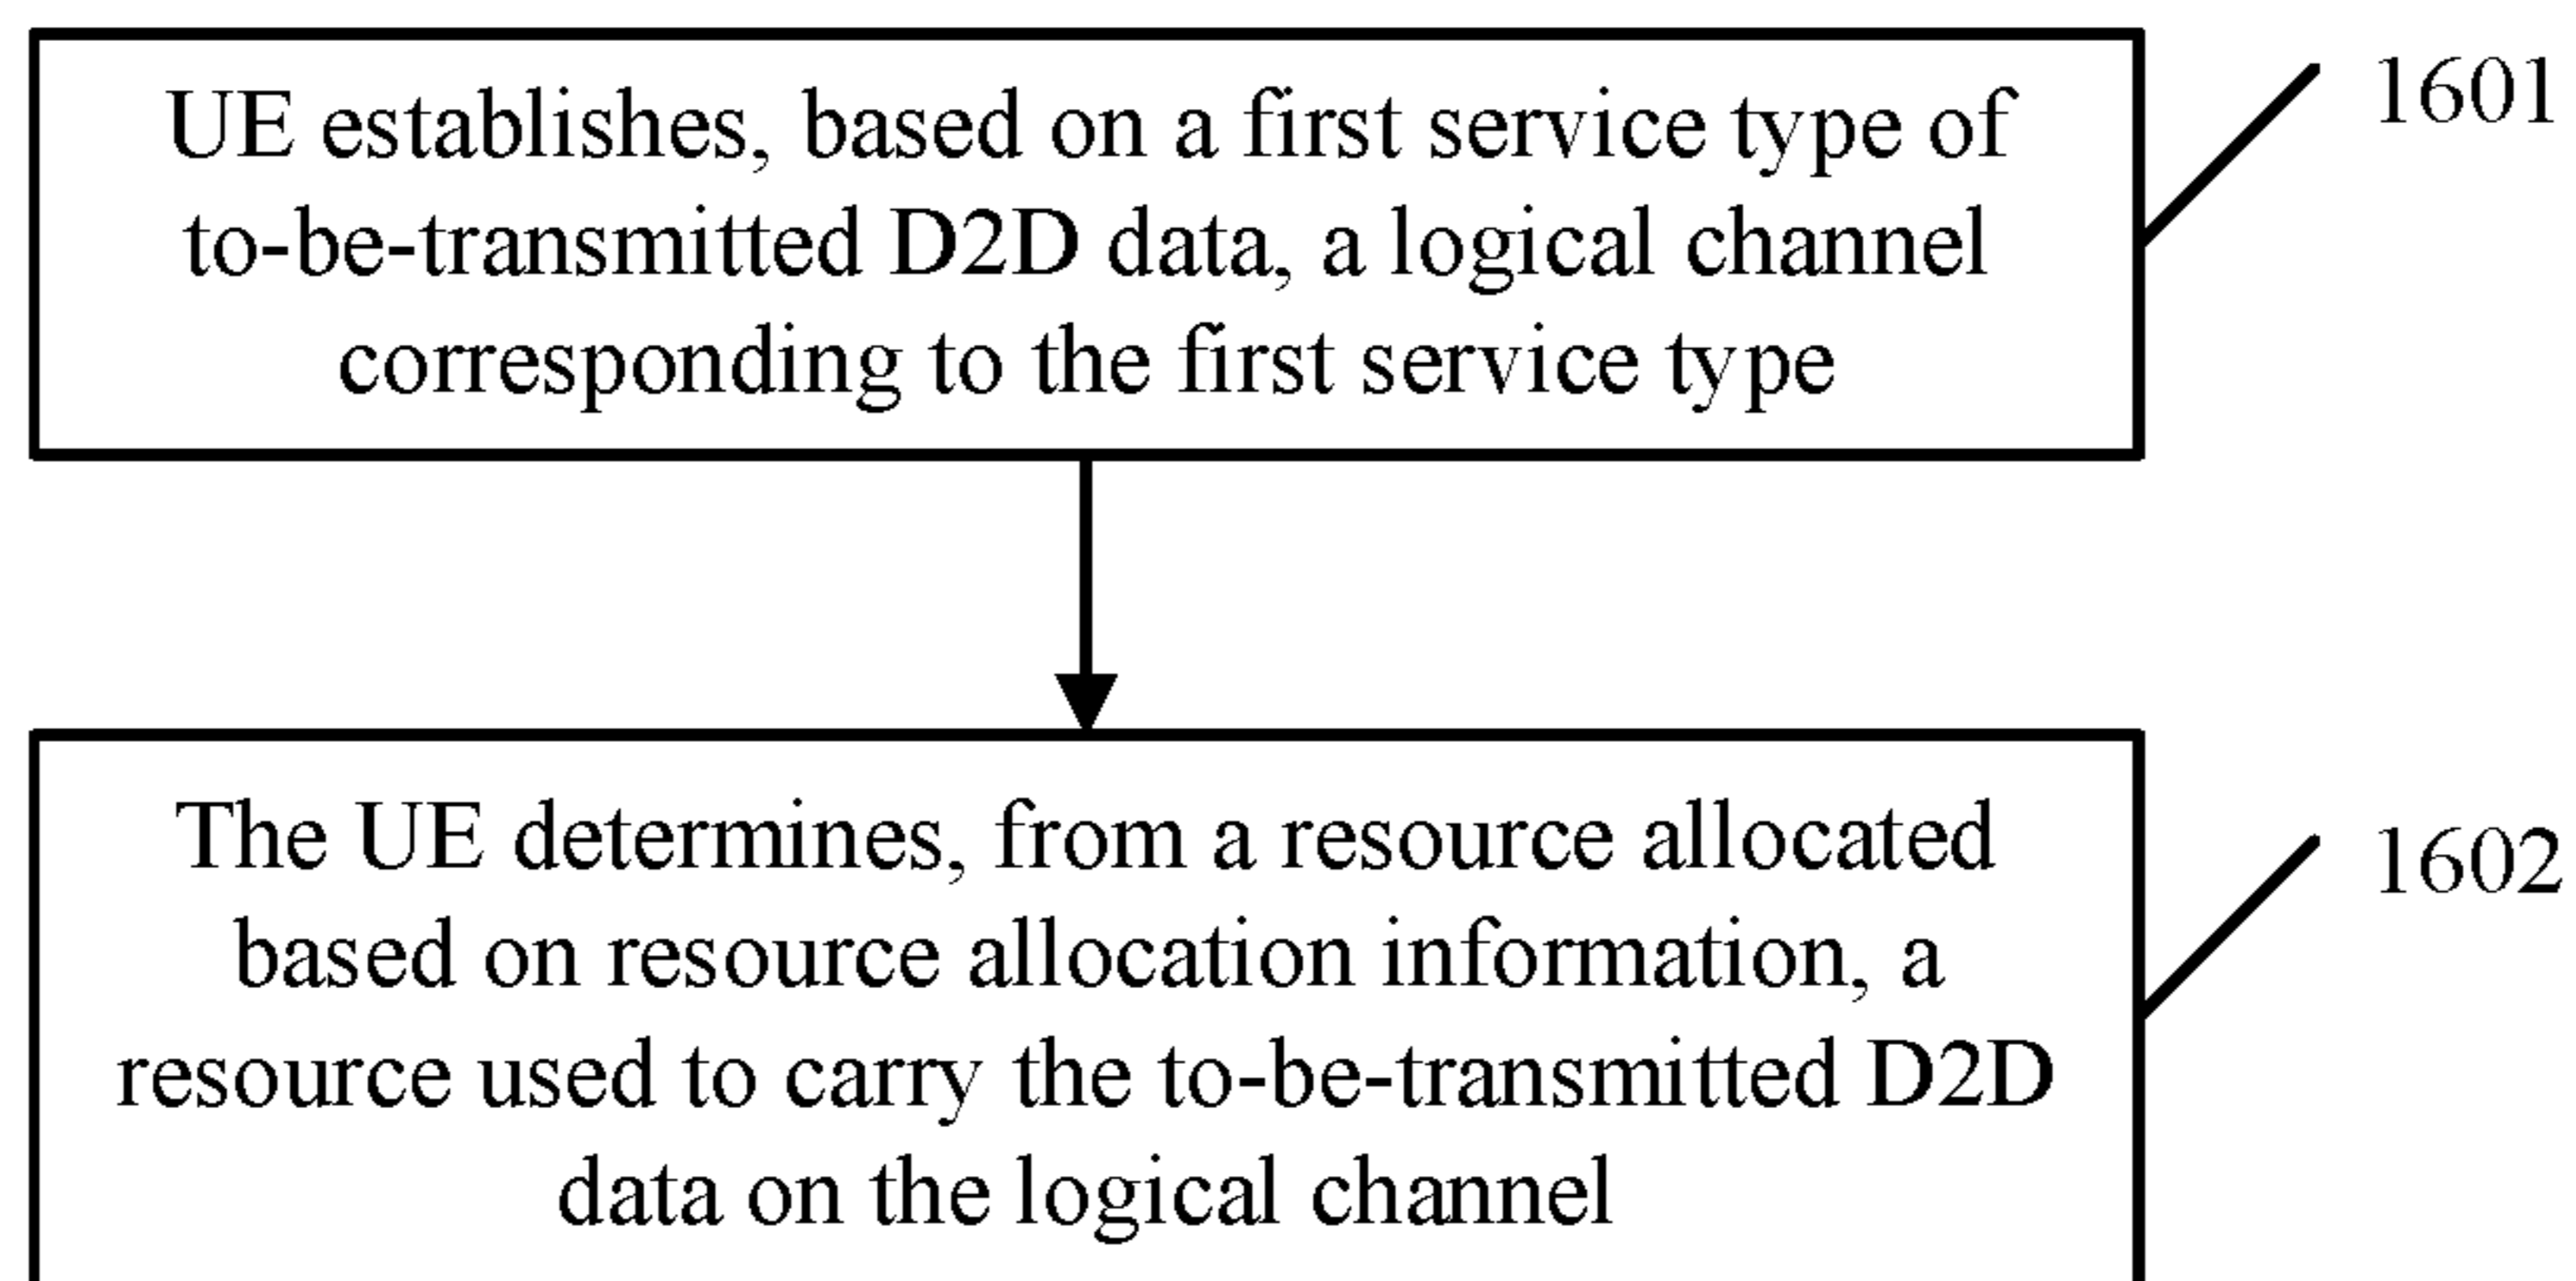 UE establishes, based on a first service type of
to-be-transmitted D2D data, a logical channel
corresponding to the first service type
1601
The UE determines, from a resource allocated
based on resource allocation information, a
resource used to carry the to-be-transmitted D2D
data on the logical channel
1602